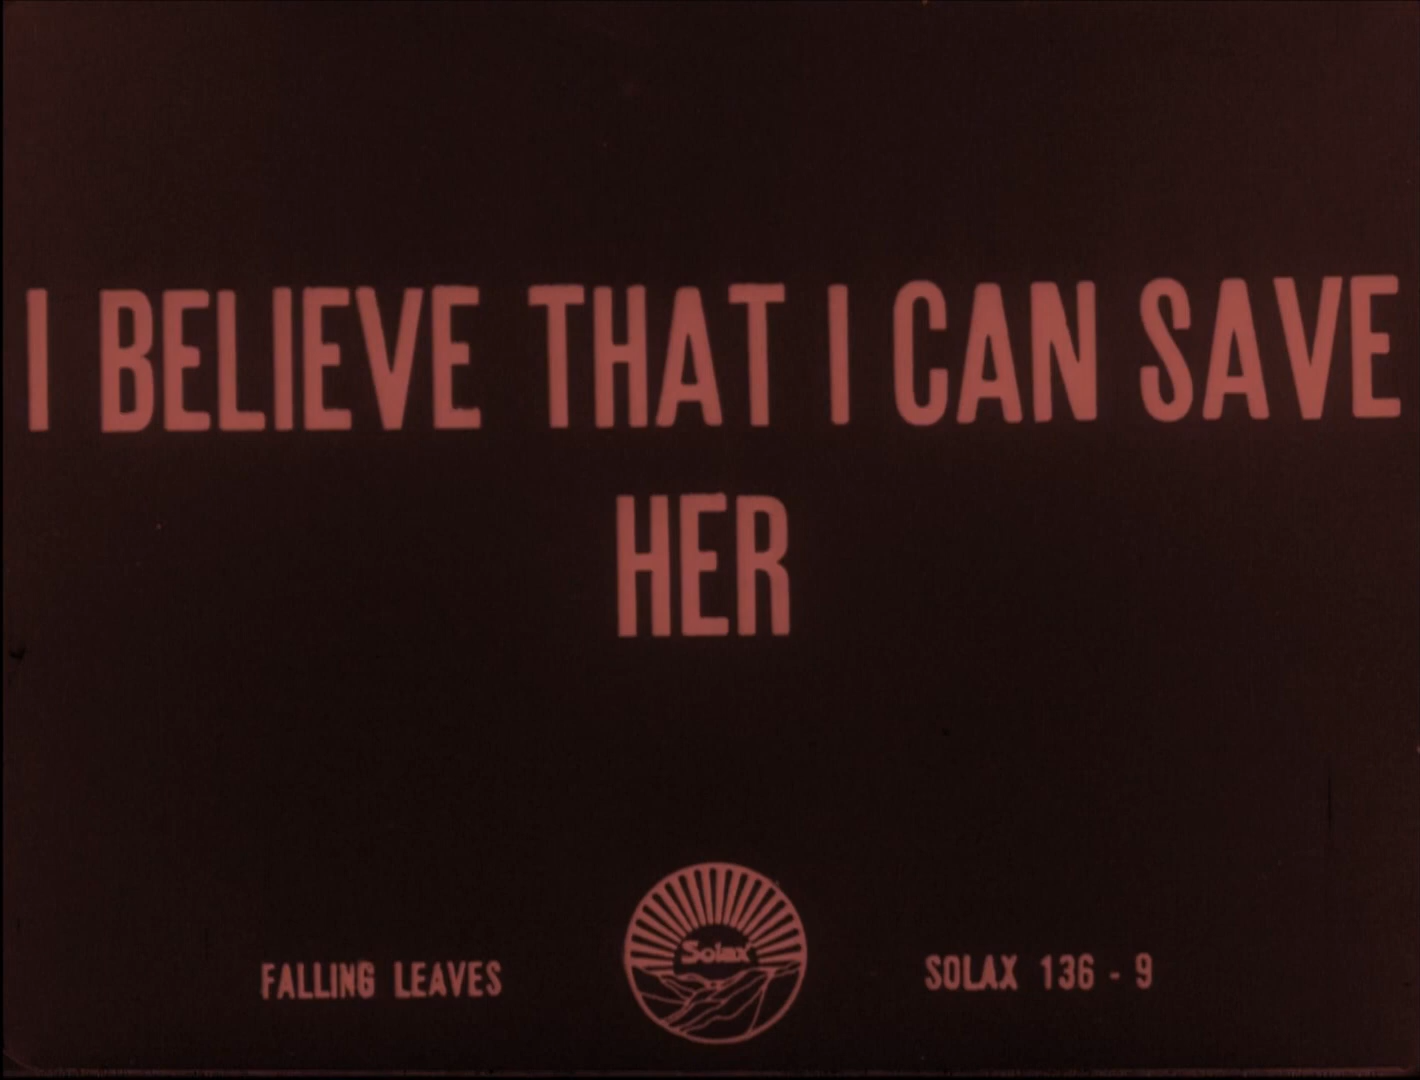 I BELIEVE THAT I CAN SAVE
HER
Solax
FALLING LEAVES
SOLAX 136 - 9